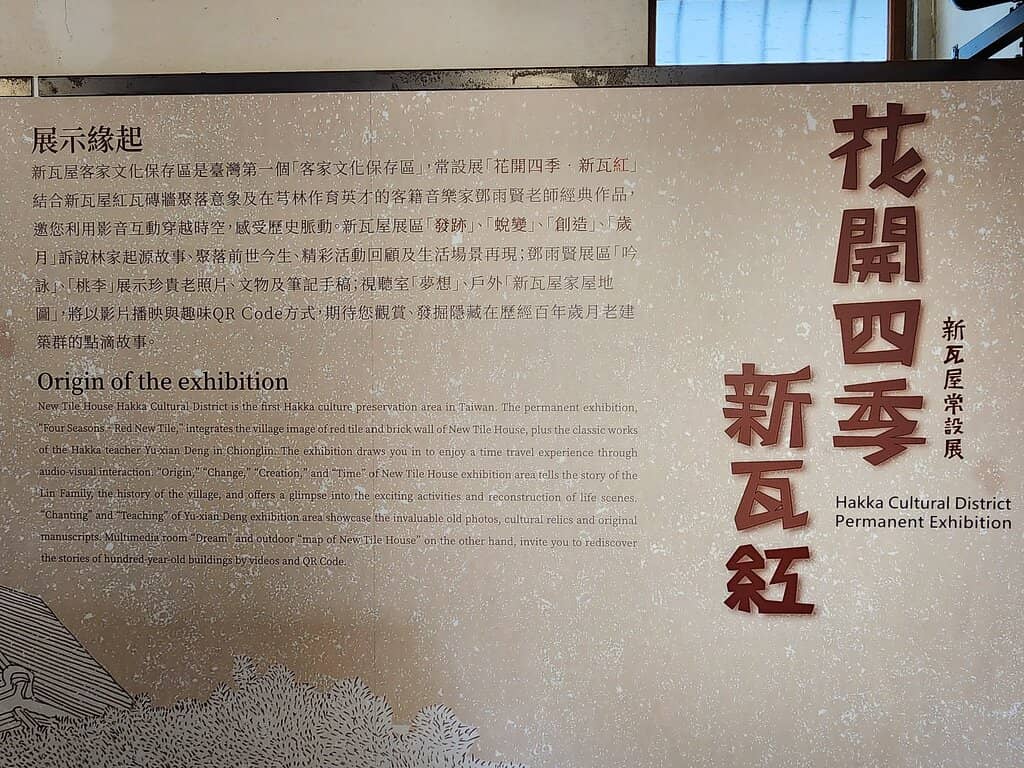 展示緣起
新瓦屋客家文化保存區是臺灣第一個「客家文化保存區」，常設展「花開四季‧新瓦紅」
結合新瓦屋紅瓦磚牆聚落意象及在芎林作育英才的客籍音樂家鄧雨賢老師經典作品，
邀您利用影音互動穿越時空，感受歷史脈動。新瓦屋展區「發跡」、「蛻變」、「創造」、「歲
月」訴說林家起源故事、聚落前世今生、精彩活動回顧及生活場景再現；鄧雨賢展區「吟
詠」、「桃李」展示珍貴老照片、文物及筆記手稿；視聽室「夢想」、戶外「新瓦屋家屋地
圖」，將以影片播映與趣味QR Code方式，期待您觀賞、發掘隱藏在歷經百年歲月老建
築群的點滴故事。
Origin of the exhibition
New Tile House Hakka Cultural District is the first Hakka culture preservation area in Taiwan. The permanent exhibition,
"Four Seasons - Red New Tile," integrates the village image of red tile and brick wall of New Tile House, plus the classic works
of the Hakka teacher Yu-xian Deng in Chionglin. The exhibition draws you in to enjoy a time travel experience through
audio-visual interaction. "Origin," "Change," "Creation," and "Time" of New Tile House exhibition area tells the story of the
Lin Family, the history of the village, and offers a glimpse into the exciting activities and reconstruction of life scenes.
"Chanting" and "Teaching" of Yu-xian Deng exhibition area showcase the invaluable old photos, cultural relics and original
manuscripts. Multimedia room "Dream" and outdoor "map of New Tile House" on the other hand, invite you to rediscover
the stories of hundred-year-old buildings by videos and QR Code.
花開四季
新瓦紅
新瓦屋常設展
Hakka Cultural District
Permanent Exhibition